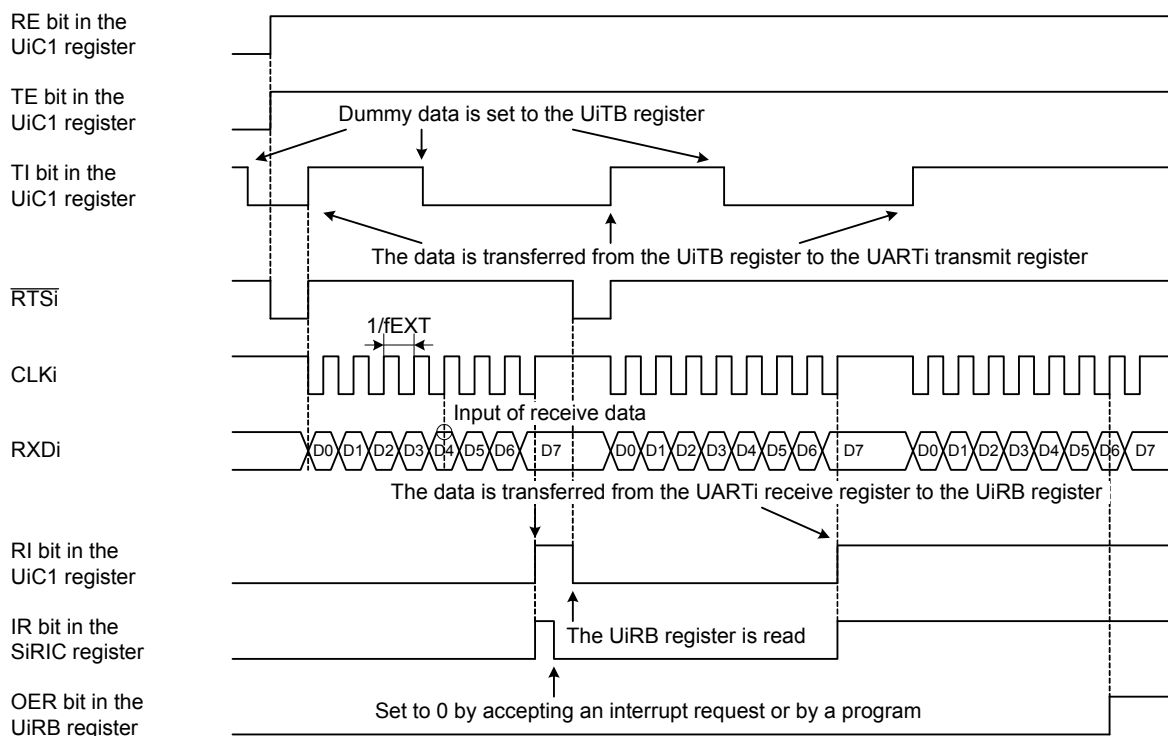 RE bit in the
UiC1 register
TE bit in the
UiC1 register
Dummy data is set to the UiTB register
TI bit in the
UiC1 register
The data is transferred from the UiTB register to the UARTi transmit register
RTSi
1/fEXT
CLKi
Input of receive data
RXDi
D0 D1 D2 D3 D4 D5 D6 D7 D0 D1 D2 D3 D4 D5 D6 D7 D0 D1 D2 D3 D4 D5 D6 D7
The data is transferred from the UARTi receive register to the UiRB register
RI bit in the
UiC1 register
The UiRB register is read
IR bit in the
SiRIC register
Set to 0 by accepting an interrupt request or by a program
OER bit in the
UiRB register